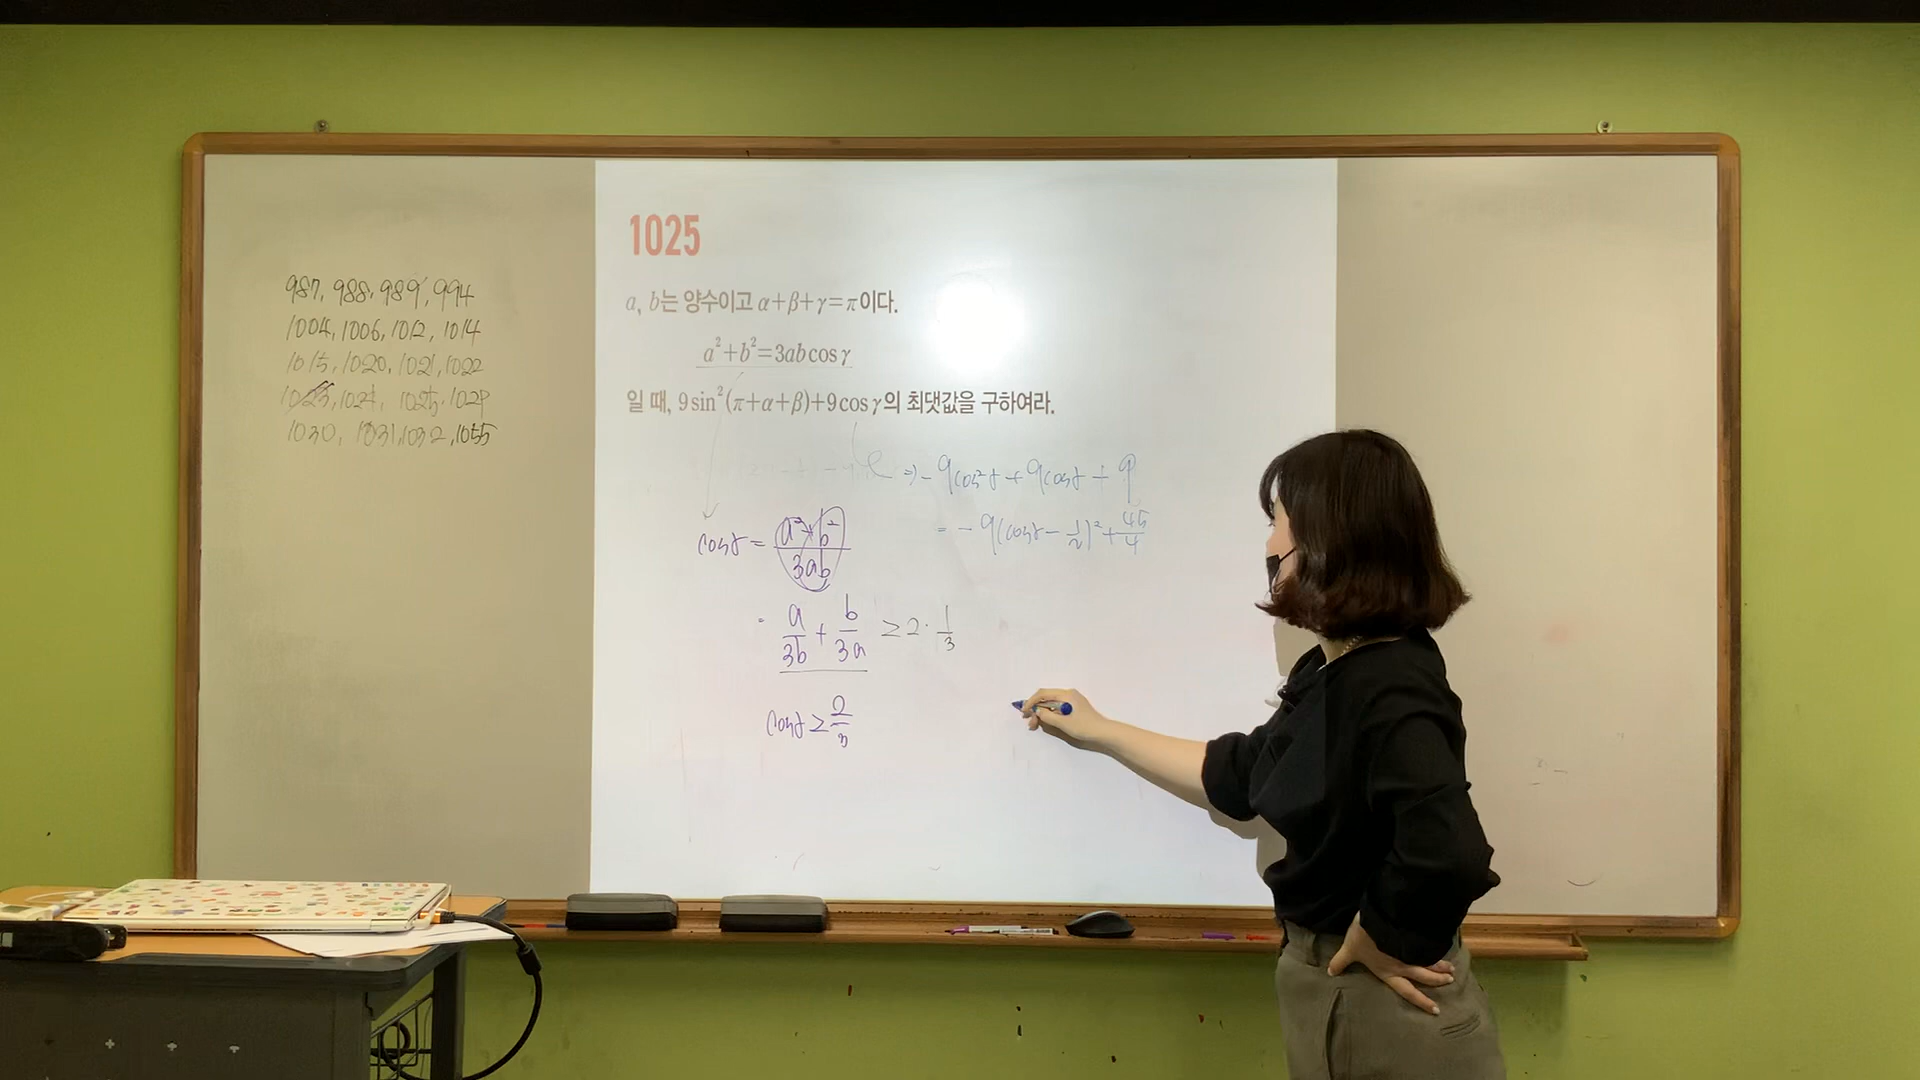 987, 988, 989, 994
1004, 1006, 1012, 1014
1015, 1020, 1021, 1022
1023, 1024, 1025, 1029
1030, 1031, 1032, 1055
1025
a, b는 양수이고 α+β+γ=π이다.
a²+b²=3ab cos γ
일 때, 9 sin²(π+α+β)+9 cos γ의 최댓값을 구하여라.
⇒ -9cos²γ + 9cosγ + 9
= -9(cosγ - 1/2)² + 45/4
cosγ = (a²+b²)/3ab
a/3b + b/3a ≥ 2 · 1/3
cosγ ≥ 2/3